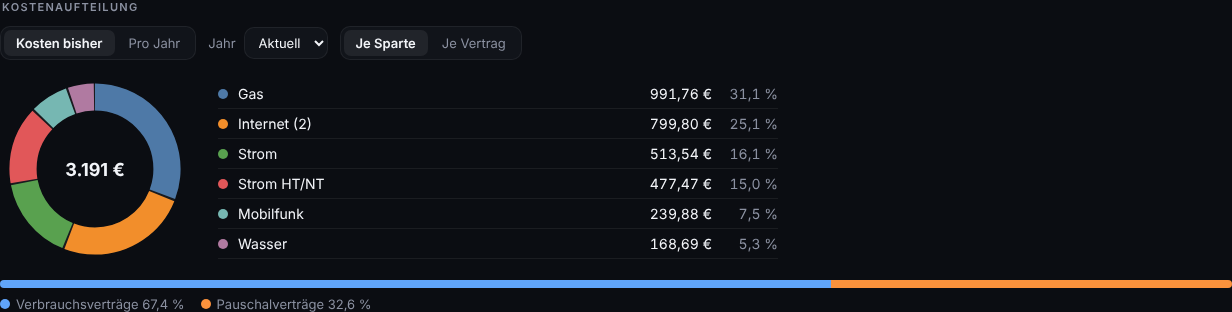 KOSTENAUFTEILUNG
Kosten bisher Pro Jahr Jahr Aktuell Je Sparte Je Vertrag
Gas 991,76 € 31,1 %
Internet (2) 799,80 € 25,1 %
Strom 513,54 € 16,1 %
3.191 €
Strom HT/NT 477,47 € 15,0 %
Mobilfunk 239,88 € 7,5 %
Wasser 168,69 € 5,3 %
Verbrauchsverträge 67,4 % Pauschalverträge 32,6 %